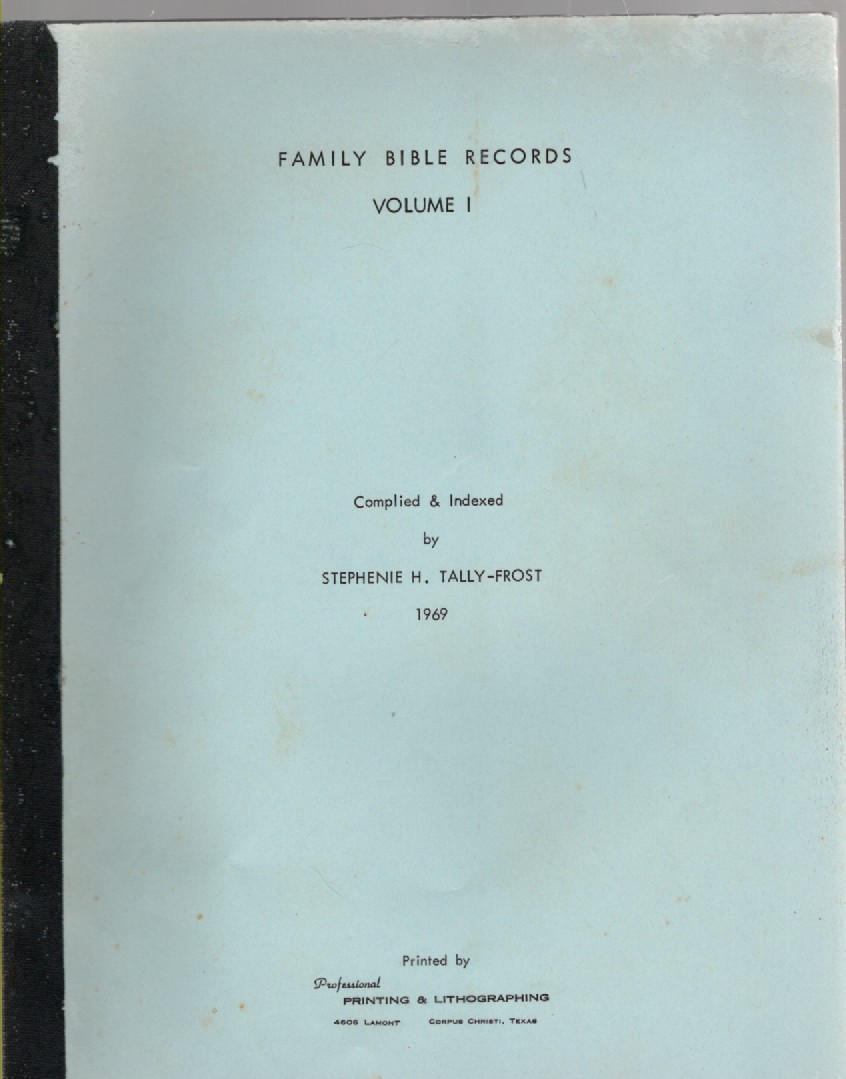 FAMILY BIBLE RECORDS
VOLUME I
Complied & Indexed
by
STEPHENIE H. TALLY-FROST
1969
Printed by
Professional
PRINTING & LITHOGRAPHING
4606 LAMONT CORPUS CHRISTI, TEXAS